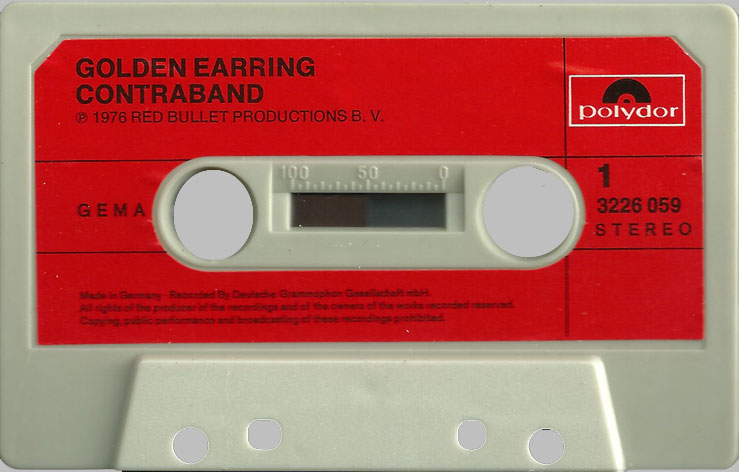 GOLDEN EARRING
CONTRABAND
℗ 1976 RED BULLET PRODUCTIONS B. V.
polydor
100 50 0
1
GEMA
3226 059
STEREO
Made in Germany · Recorded By Deutsche Grammophon Gesellschaft mbH.
All rights of the producer of the recordings and of the owners of the works recorded reserved.
Copying, public performance and broadcasting of these recordings prohibited.